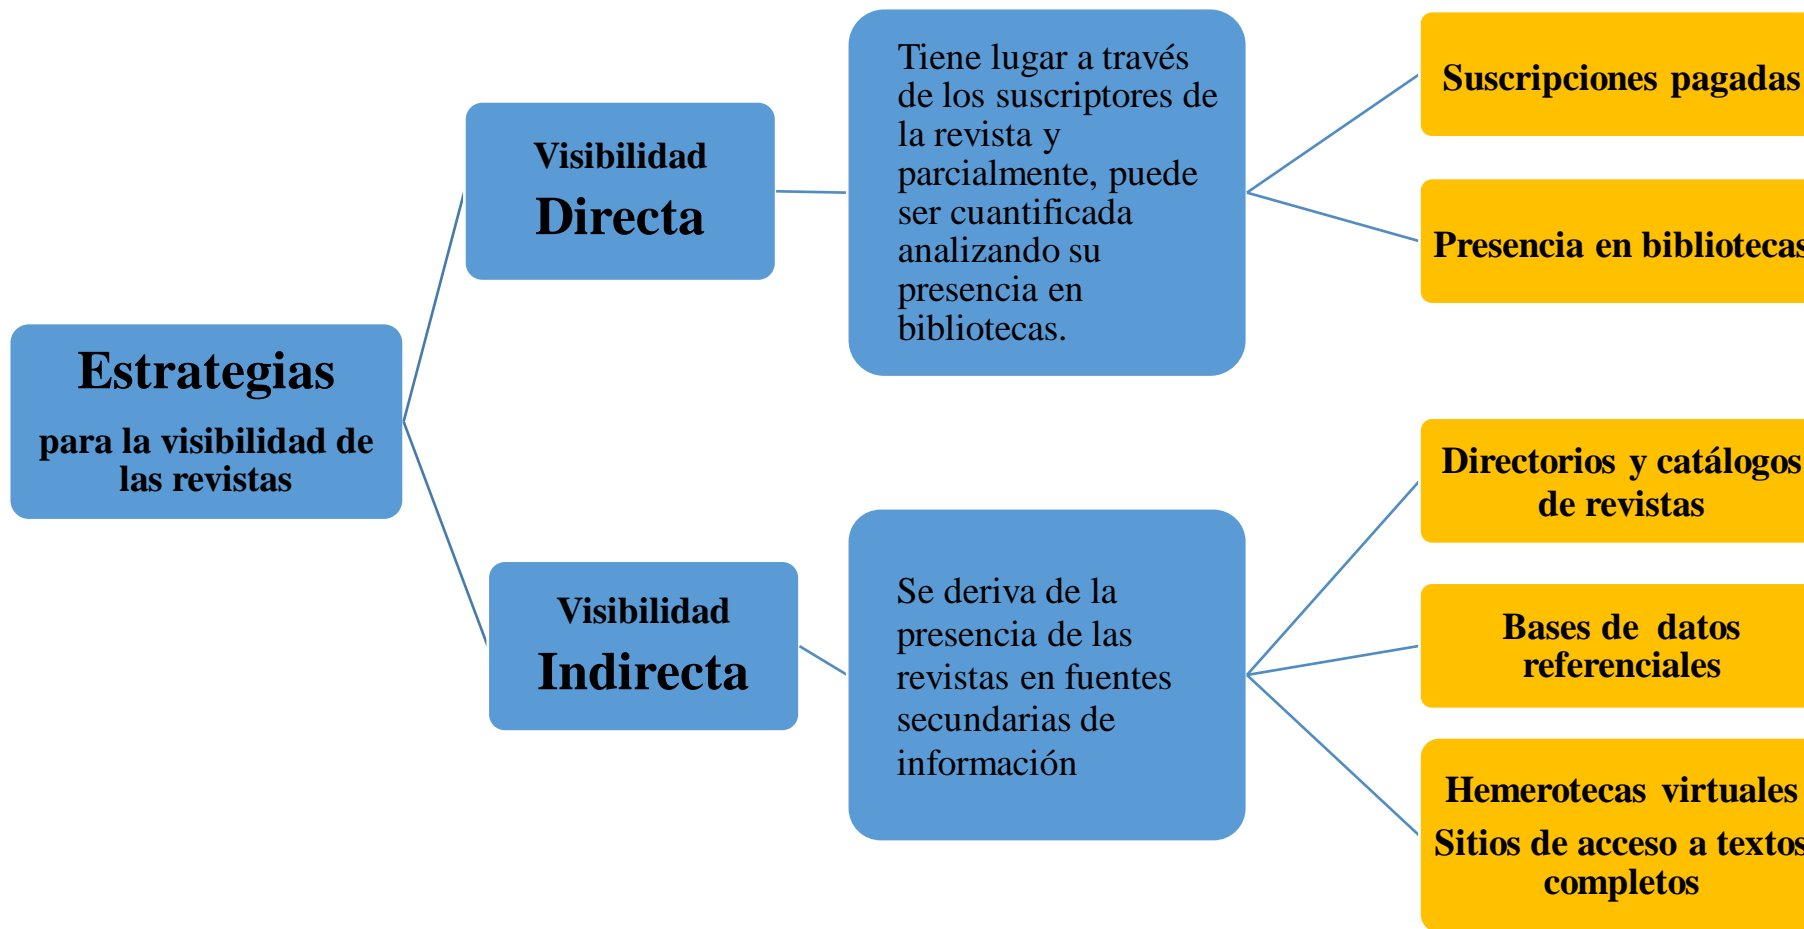 Estrategias
para la visibilidad de
las revistas
Visibilidad
Directa
Tiene lugar a través
de los suscriptores de
la revista y
parcialmente, puede
ser cuantificada
analizando su
presencia en
bibliotecas.
Suscripciones pagadas
Presencia en bibliotecas
Visibilidad
Indirecta
Se deriva de la
presencia de las
revistas en fuentes
secundarias de
información
Directorios y catálogos
de revistas
Bases de datos
referenciales
Hemerotecas virtuales
Sitios de acceso a textos
completos